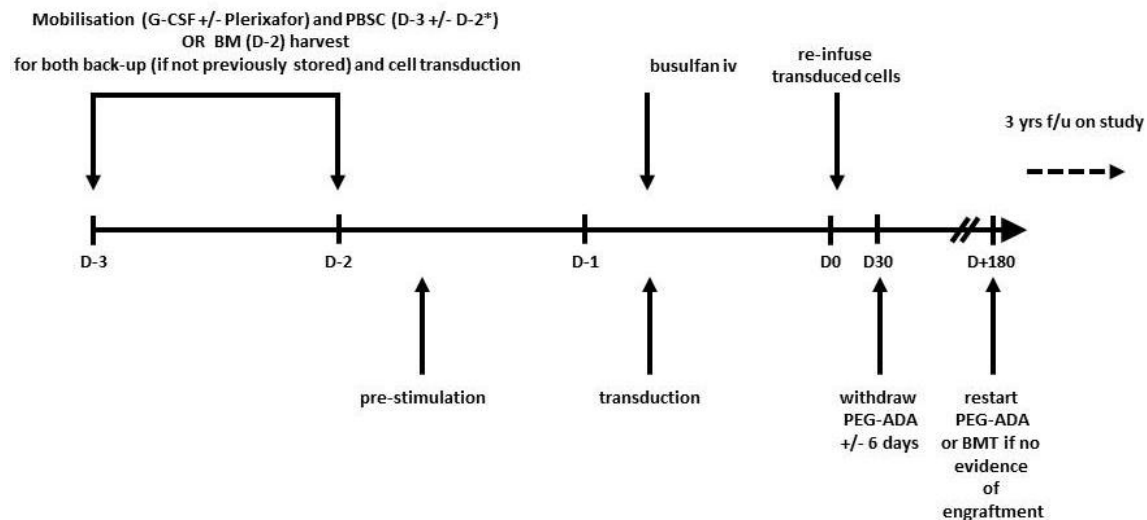 Mobilisation (G-CSF +/- Plerixafor) and PBSC (D-3 +/- D-2*)
OR BM (D-2) harvest
for both back-up (if not previously stored) and cell transduction
busulfan iv
re-infuse
transduced cells
3 yrs f/u on study
D-3
D-2
D-1
D0
D30
D+180
pre-stimulation
transduction
withdraw
PEG-ADA
+/- 6 days
restart
PEG-ADA
or BMT if no
evidence
of
engraftment